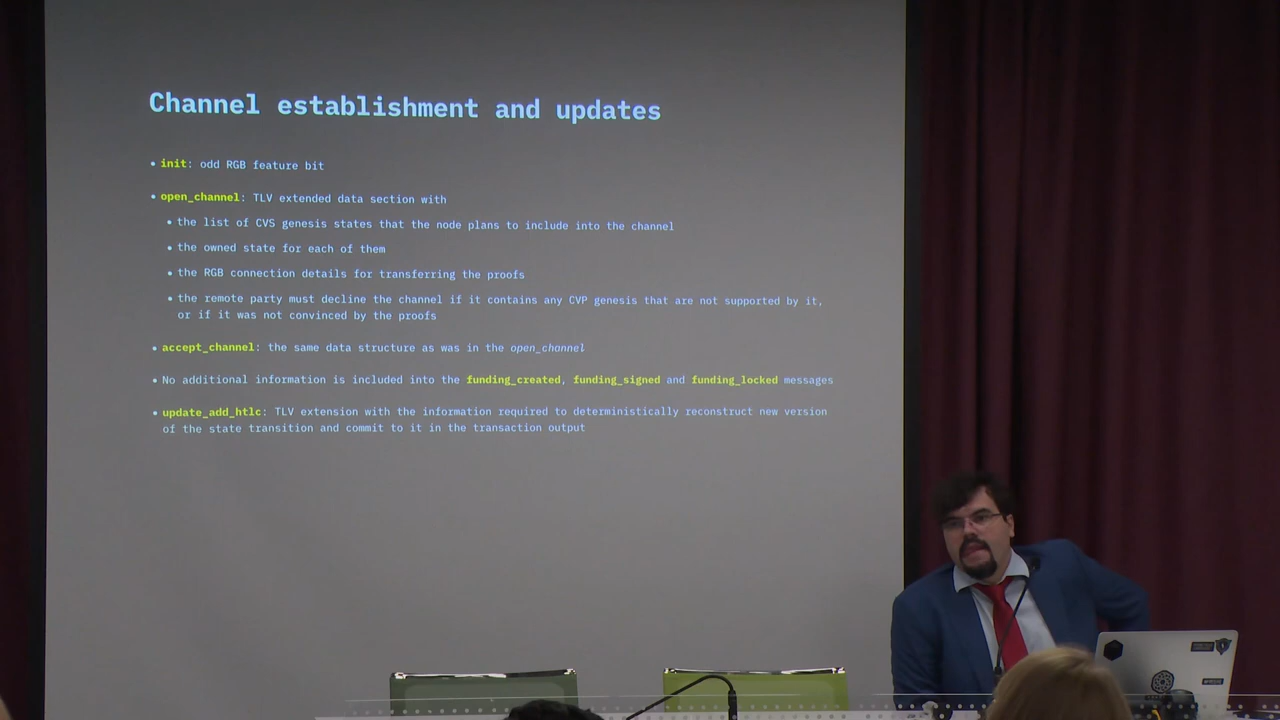 Channel establishment and updates
• init: odd RGB feature bit
• open_channel: TLV extended data section with
• the list of CVS genesis states that the node plans to include into the channel
• the owned state for each of them
• the RGB connection details for transferring the proofs
• the remote party must decline the channel if it contains any CVP genesis that are not supported by it,
or if it was not convinced by the proofs
• accept_channel: the same data structure as was in the open_channel
• No additional information is included into the funding_created, funding_signed and funding_locked messages
• update_add_htlc: TLV extension with the information required to deterministically reconstruct new version
of the state transition and commit to it in the transaction output